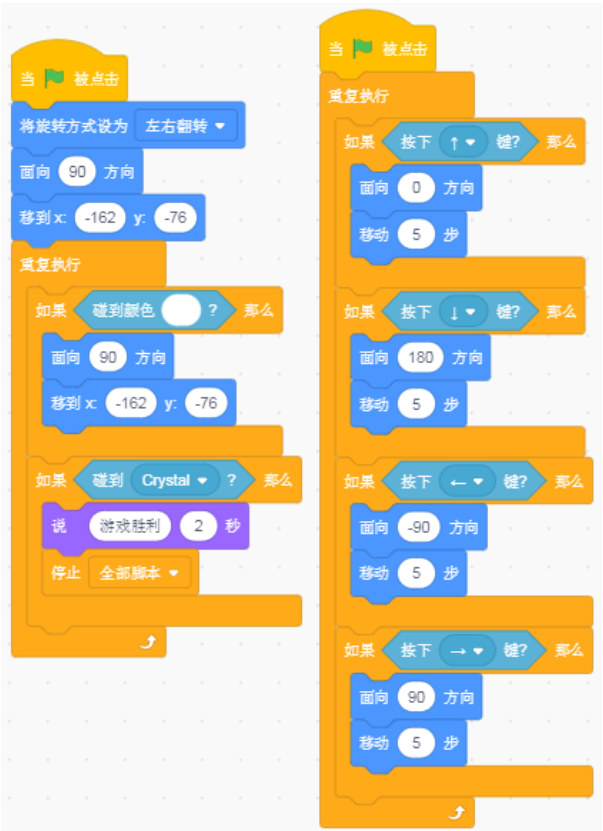 当 被点击
将旋转方式设为 左右翻转
面向 90 方向
移到 x: -162 y: -76
重复执行
如果 碰到颜色 ? 那么
面向 90 方向
移到 x: -162 y: -76
如果 碰到 Crystal ? 那么
说 游戏胜利 2 秒
停止 全部脚本
当 被点击
重复执行
如果 按下 ↑ 键? 那么
面向 0 方向
移动 5 步
如果 按下 ↓ 键? 那么
面向 180 方向
移动 5 步
如果 按下 ← 键? 那么
面向 -90 方向
移动 5 步
如果 按下 → 键? 那么
面向 90 方向
移动 5 步